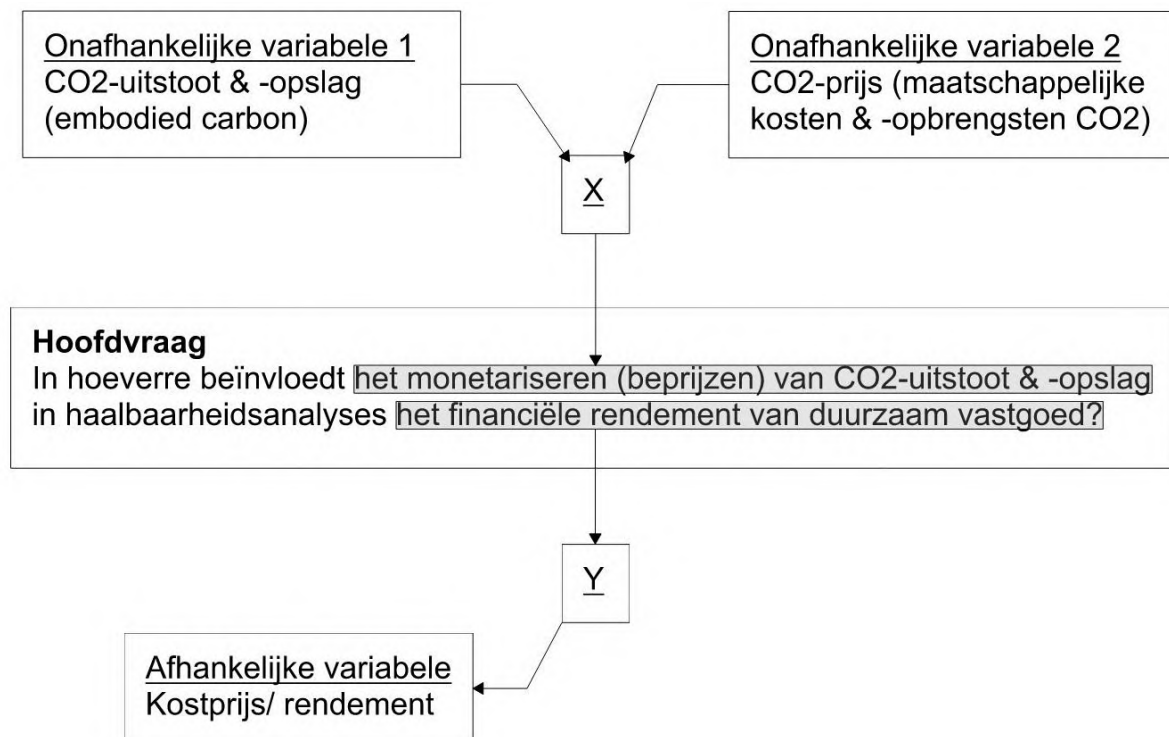 Onafhankelijke variabele 1
CO2-uitstoot & -opslag
(embodied carbon)
Onafhankelijke variabele 2
CO2-prijs (maatschappelijke
kosten & -opbrengsten CO2)
X
Hoofdvraag
In hoeverre beïnvloedt het monetariseren (beprijzen) van CO2-uitstoot & -opslag
in haalbaarheidsanalyses het financiële rendement van duurzaam vastgoed?
Y
Afhankelijke variabele
Kostprijs/ rendement